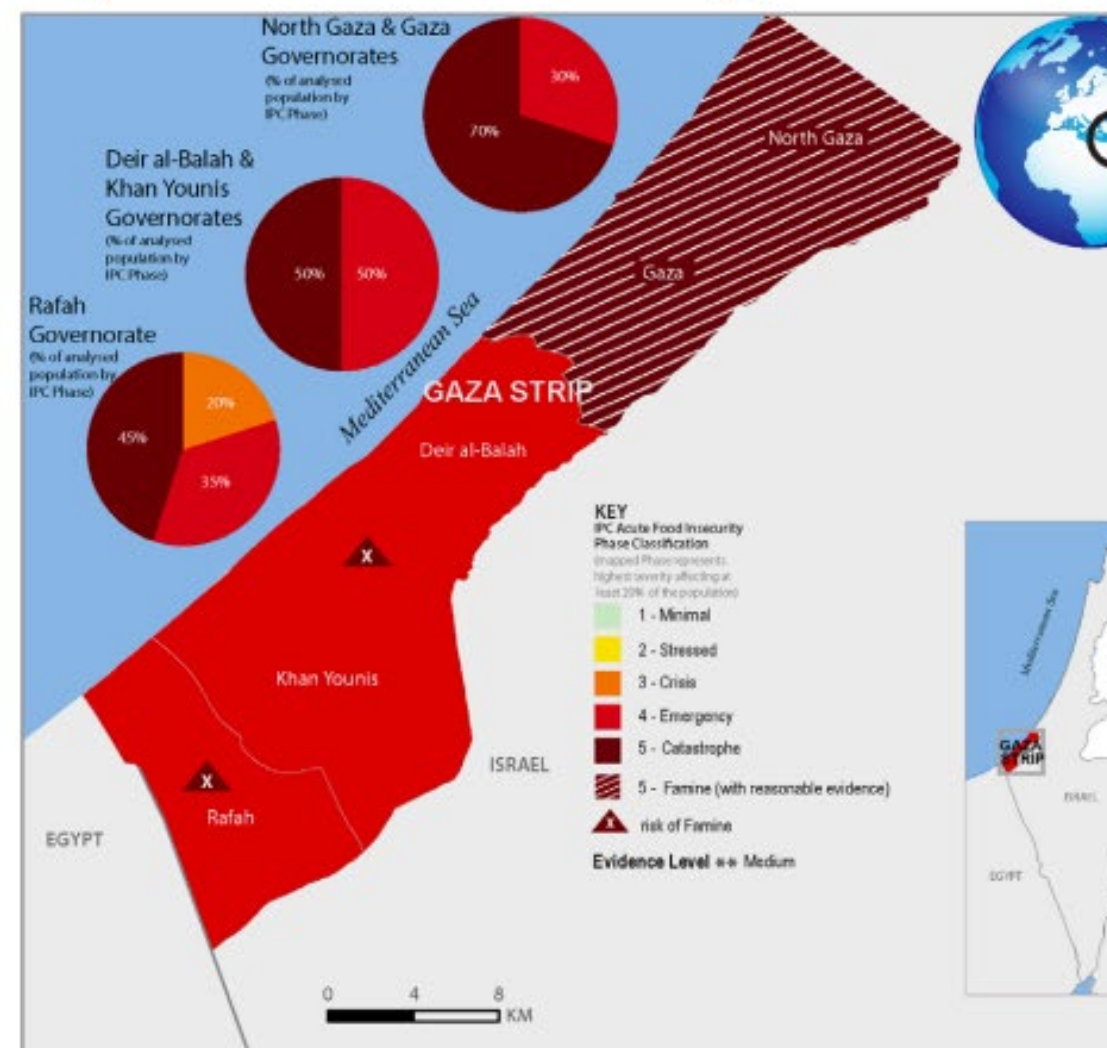 North Gaza & Gaza
Governorates
(% of analysed
population by
IPC Phase)
30%
70%
Deir al-Balah &
Khan Younis
Governorates
(% of analysed
population by
IPC Phase)
50%
50%
Rafah
Governorate
(% of analysed
population by
IPC Phase)
20%
45%
35%
North Gaza
Gaza
Mediterranean Sea
GAZA STRIP
Deir al-Balah
X
Khan Younis
X
Rafah
ISRAEL
EGYPT
KEY
IPC Acute Food Insecurity
Phase Classification
(mapped Phase represents
highest severity affecting at
least 20% of the population)
1 - Minimal
2 - Stressed
3 - Crisis
4 - Emergency
5 - Catastrophe
5 - Famine (with reasonable evidence)
X risk of Famine
Evidence Level ** Medium
0 4 8
KM
Mediterranean Sea
GAZA
STRIP
ISRAEL
EGYPT